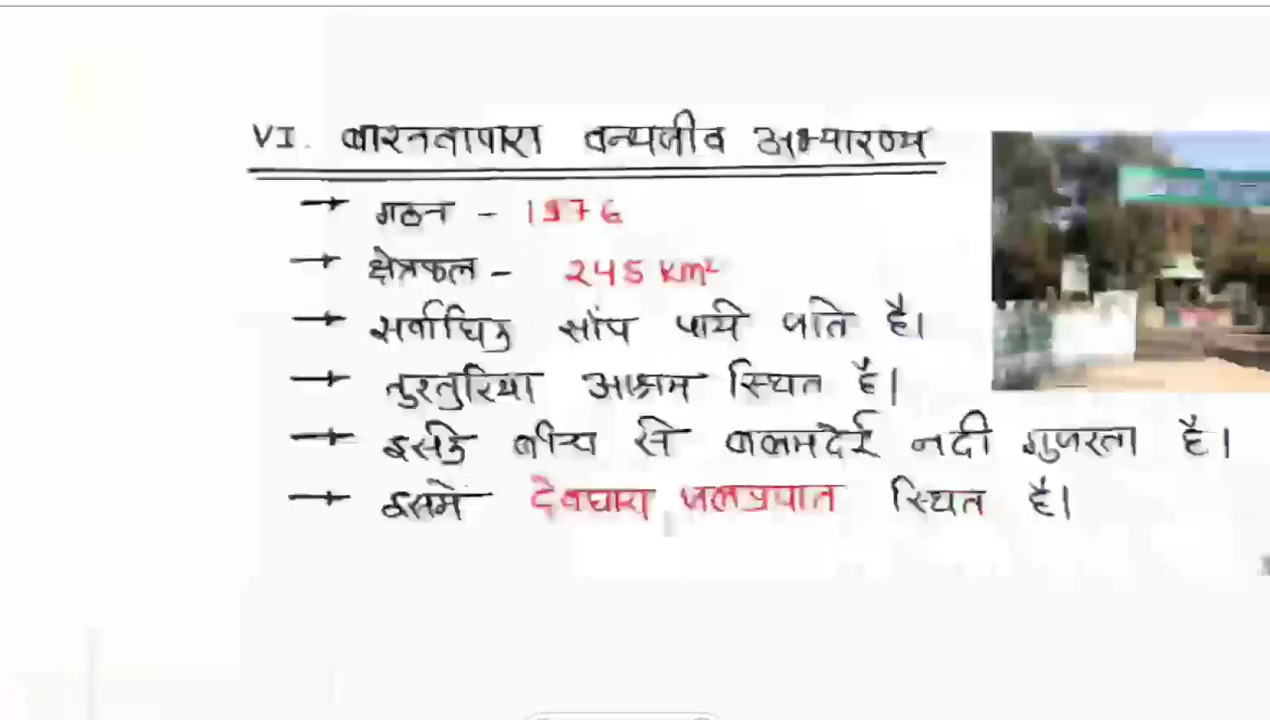 VI. बारनवापारा वन्यजीव अभ्यारण्य
→ गठन - 1976
→ क्षेत्रफल - 245 km²
→ सर्वाधिक सांप पाये जाते है।
→ तुरतुरिया आश्रम स्थित है।
→ इसके बीच से बलमदेई नदी गुजरता है।
→ इसमें देवधारा जलप्रपात स्थित है।